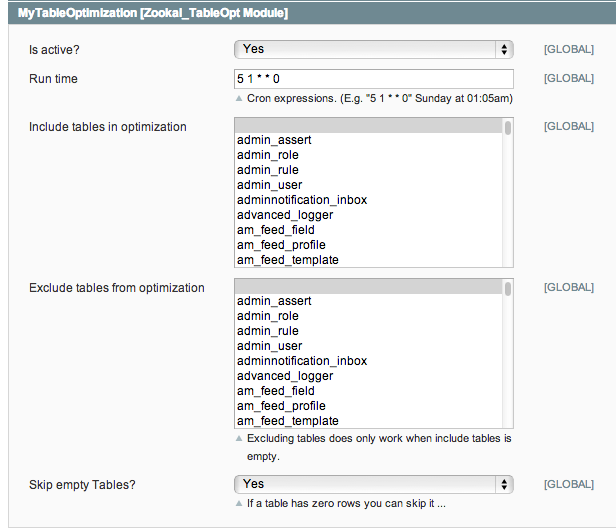 MyTableOptimization [Zookal_TableOpt Module]
Is active? Yes [GLOBAL]
Run time 5 1 * * 0 [GLOBAL]
Cron expressions. (E.g. "5 1 * * 0" Sunday at 01:05am)
Include tables in optimization [GLOBAL]
admin_assert
admin_role
admin_rule
admin_user
adminnotification_inbox
advanced_logger
am_feed_field
am_feed_profile
am_feed_template
Exclude tables from optimization [GLOBAL]
admin_assert
admin_role
admin_rule
admin_user
adminnotification_inbox
advanced_logger
am_feed_field
am_feed_profile
am_feed_template
Excluding tables does only work when include tables is
empty.
Skip empty Tables? Yes [GLOBAL]
If a table has zero rows you can skip it ...